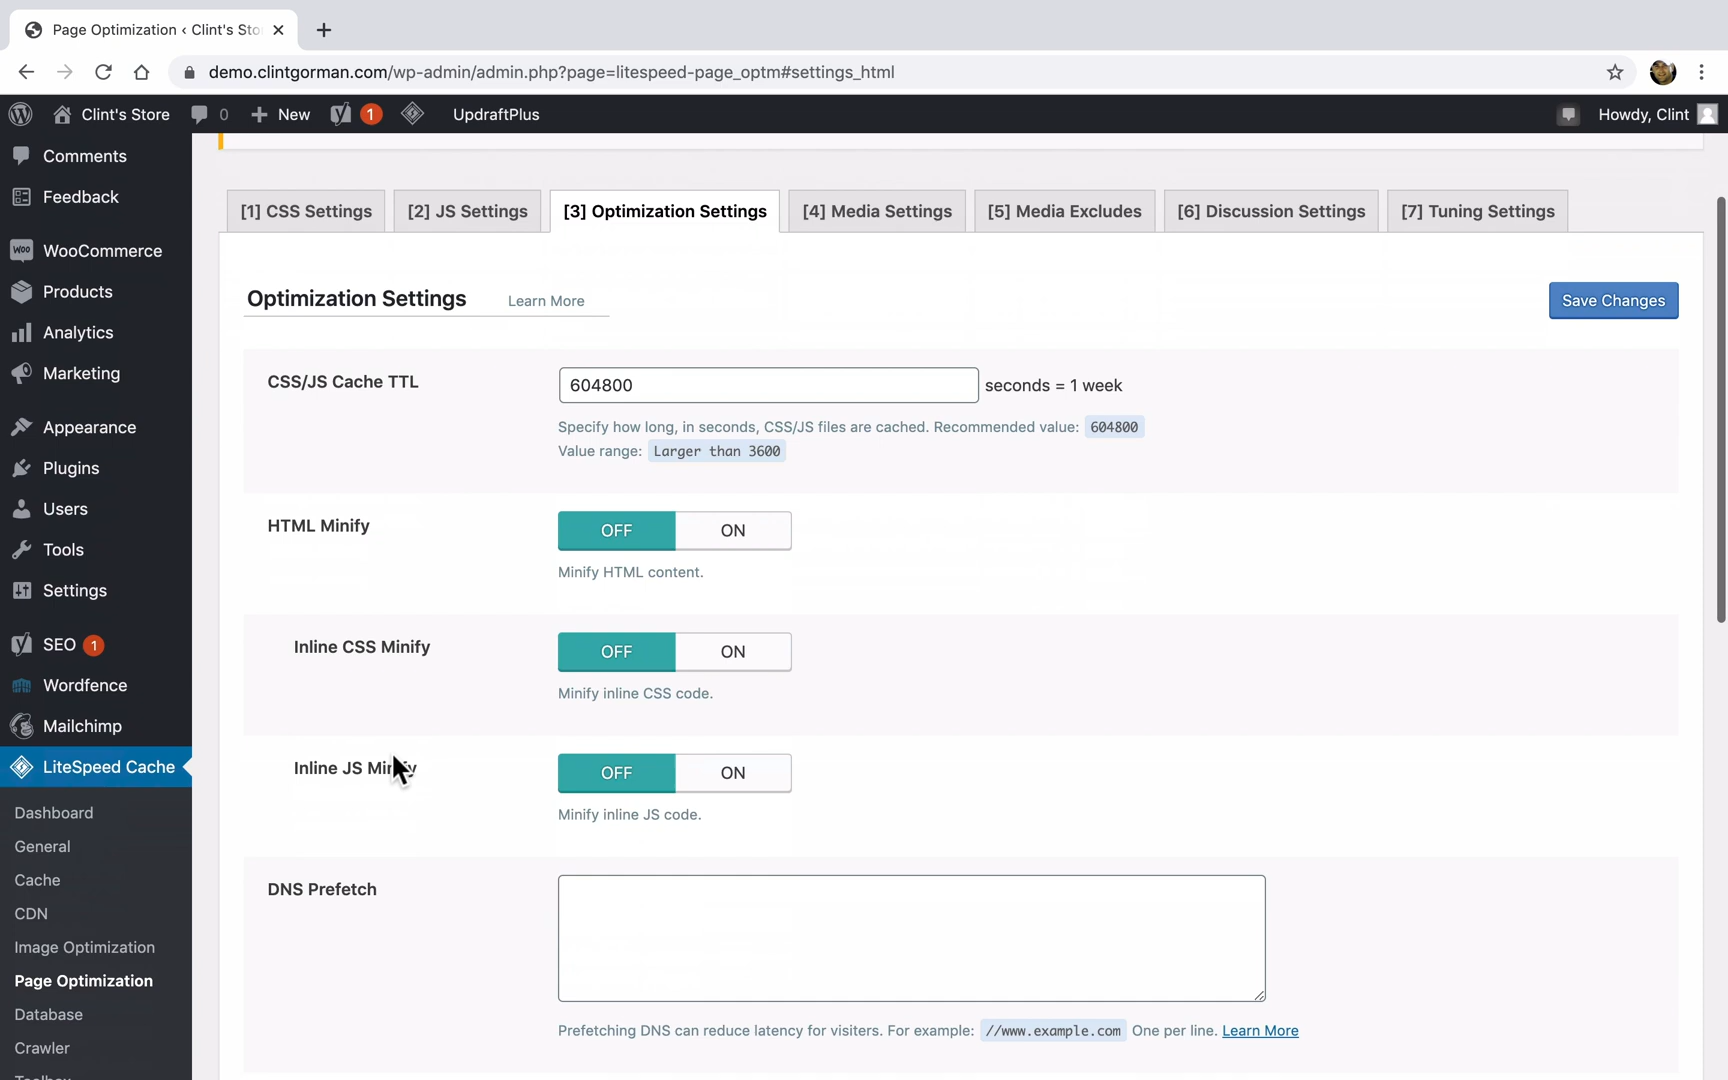 Page Optimization ‹ Clint's Sto
demo.clintgorman.com/wp-admin/admin.php?page=litespeed-page_optm#settings_html
Clint's Store 0 New 1 UpdraftPlus Howdy, Clint
Comments
Feedback
WooCommerce
Products
Analytics
Marketing
Appearance
Plugins
Users
Tools
Settings
SEO 1
Wordfence
Mailchimp
LiteSpeed Cache
Dashboard
General
Cache
CDN
Image Optimization
Page Optimization
Database
Crawler
Toolbox
[1] CSS Settings [2] JS Settings [3] Optimization Settings [4] Media Settings [5] Media Excludes [6] Discussion Settings [7] Tuning Settings
Optimization Settings Learn More Save Changes
CSS/JS Cache TTL 604800 seconds = 1 week
Specify how long, in seconds, CSS/JS files are cached. Recommended value: 604800
Value range: Larger than 3600
HTML Minify OFF ON
Minify HTML content.
Inline CSS Minify OFF ON
Minify inline CSS code.
Inline JS Minify OFF ON
Minify inline JS code.
DNS Prefetch
Prefetching DNS can reduce latency for visiters. For example: //www.example.com One per line. Learn More